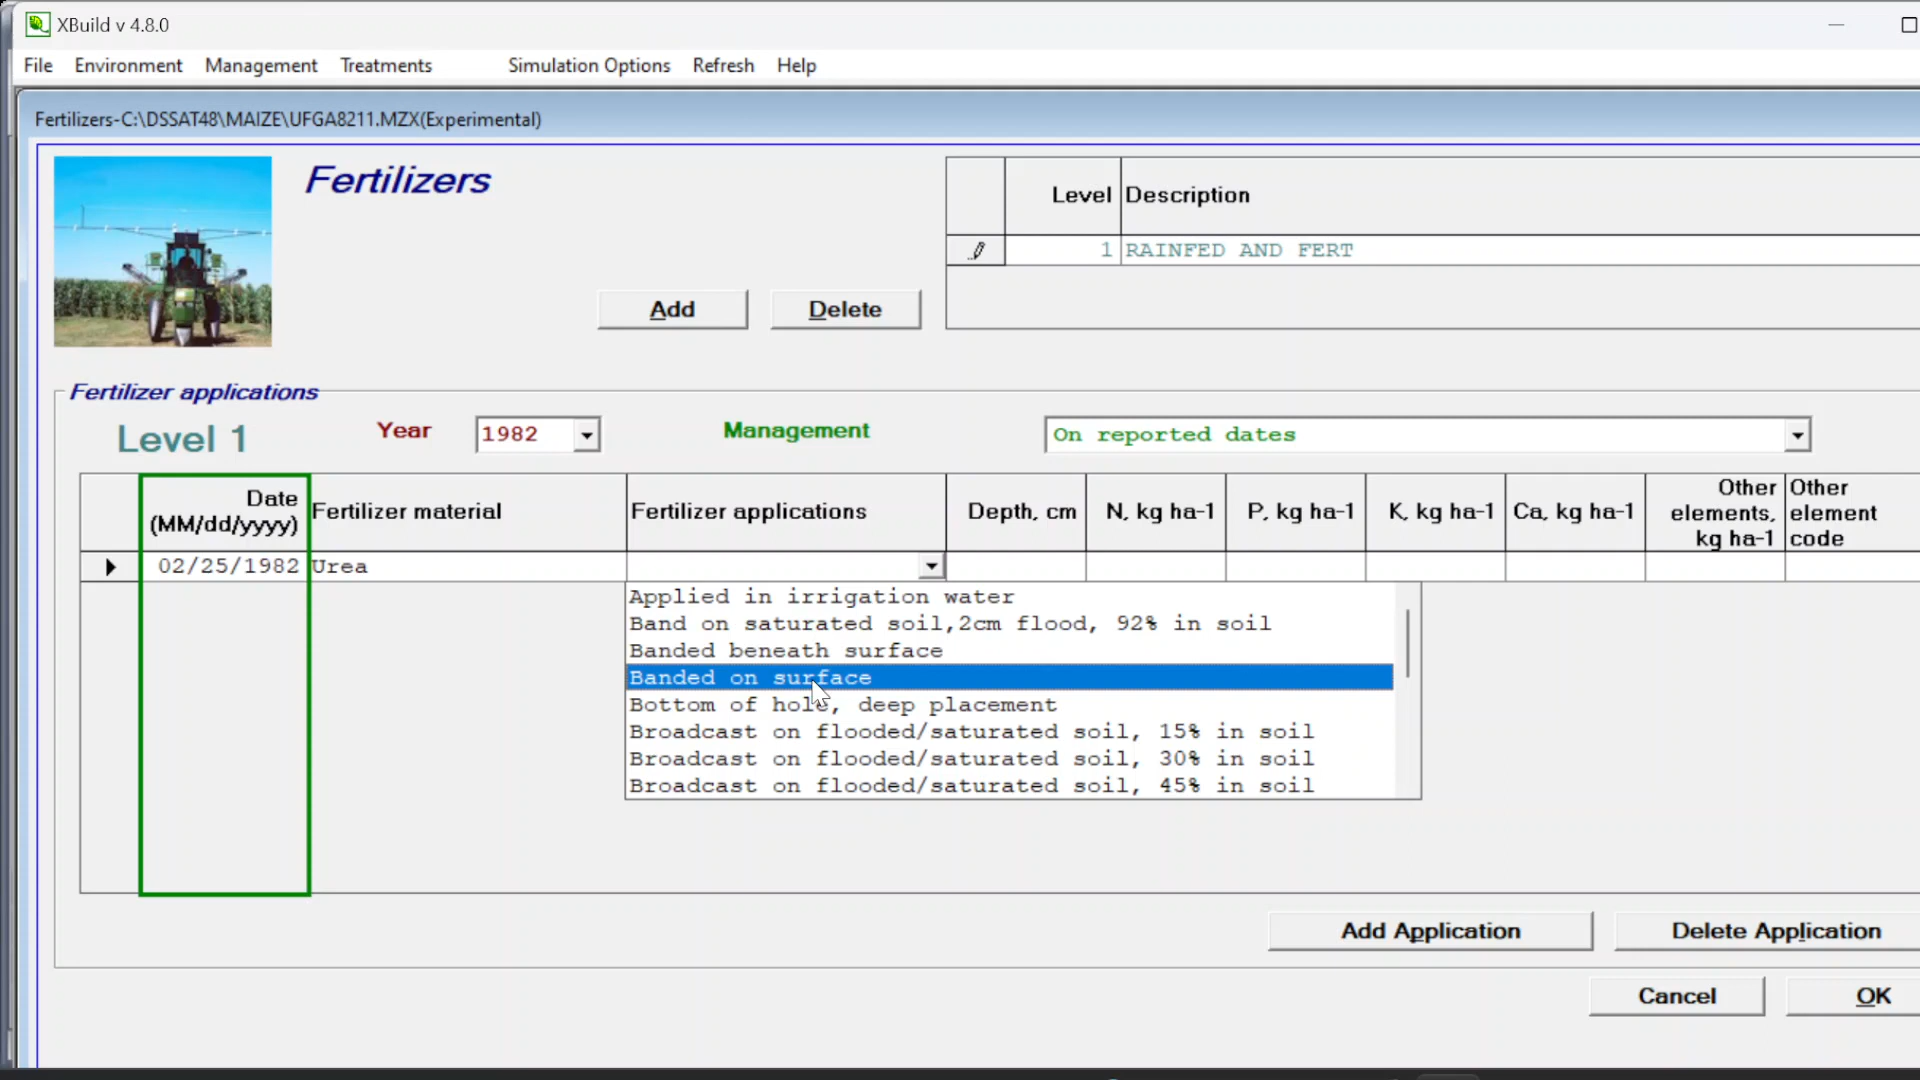 XBuild v 4.8.0
File Environment Management Treatments Simulation Options Refresh Help
Fertilizers-C:\DSSAT48\MAIZE\UFGA8211.MZX(Experimental)
Fertilizers
Level Description
1 RAINFED AND FERT
Add Delete
Fertilizer applications
Level 1 Year 1982 Management On reported dates
Date (MM/dd/yyyy) Fertilizer material Fertilizer applications Depth, cm N, kg ha-1 P, kg ha-1 K, kg ha-1 Ca, kg ha-1 Other elements, kg ha-1 Other element code
02/25/1982 Urea
Applied in irrigation water
Band on saturated soil,2cm flood, 92% in soil
Banded beneath surface
Banded on surface
Bottom of hole, deep placement
Broadcast on flooded/saturated soil, 15% in soil
Broadcast on flooded/saturated soil, 30% in soil
Broadcast on flooded/saturated soil, 45% in soil
Add Application Delete Application
Cancel OK